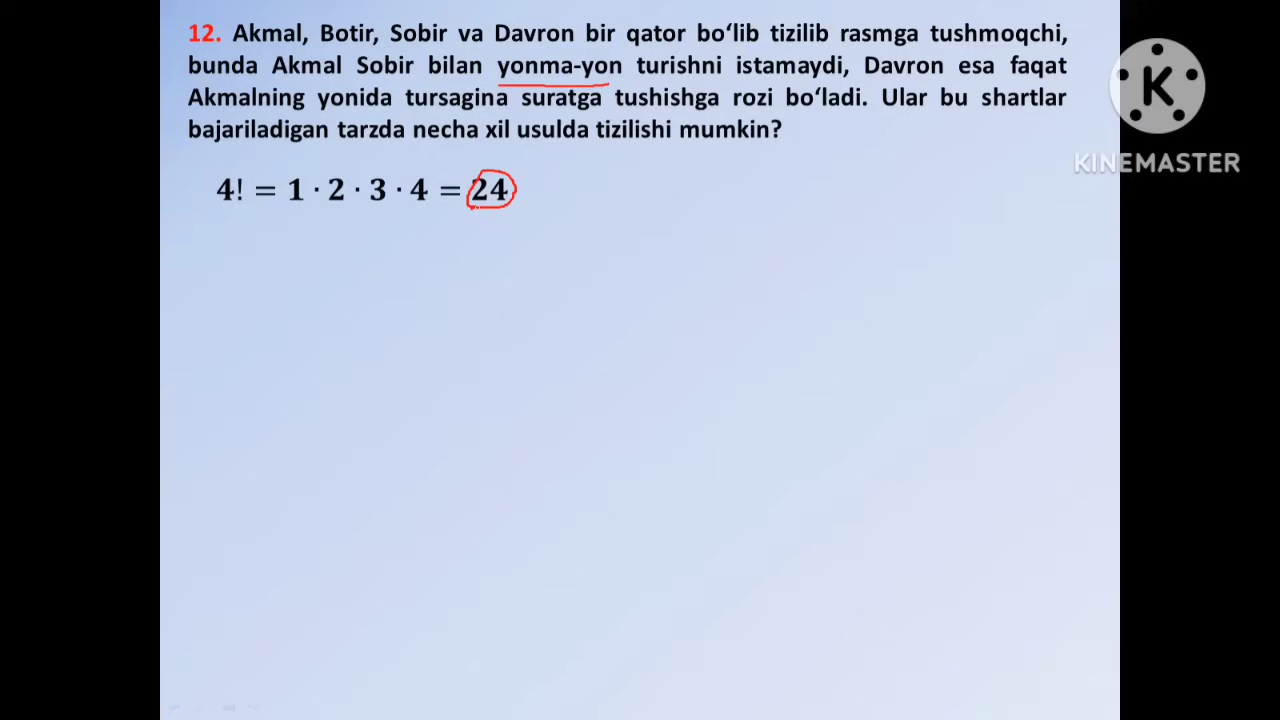 12. Akmal, Botir, Sobir va Davron bir qator bo‘lib tizilib rasmga tushmoqchi,
bunda Akmal Sobir bilan yonma-yon turishni istamaydi, Davron esa faqat
Akmalning yonida tursagina suratga tushishga rozi bo‘ladi. Ular bu shartlar
bajariladigan tarzda necha xil usulda tizilishi mumkin?
4! = 1 · 2 · 3 · 4 = 24
K
KINEMASTER